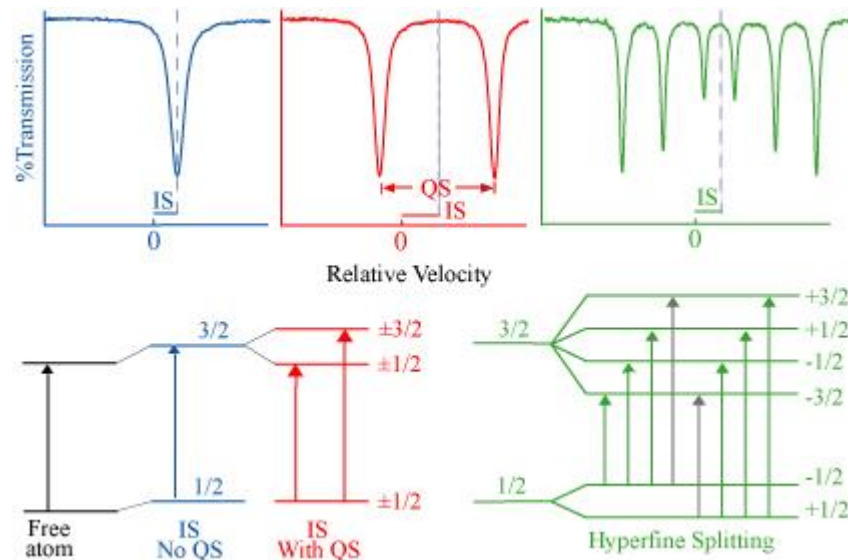 %Transmission
IS
0
QS
IS
0
IS
0
Relative Velocity
3/2
1/2
Free
atom
IS
No QS
±3/2
±1/2
±1/2
IS
With QS
3/2
1/2
+3/2
+1/2
-1/2
-3/2
-1/2
+1/2
Hyperfine Splitting